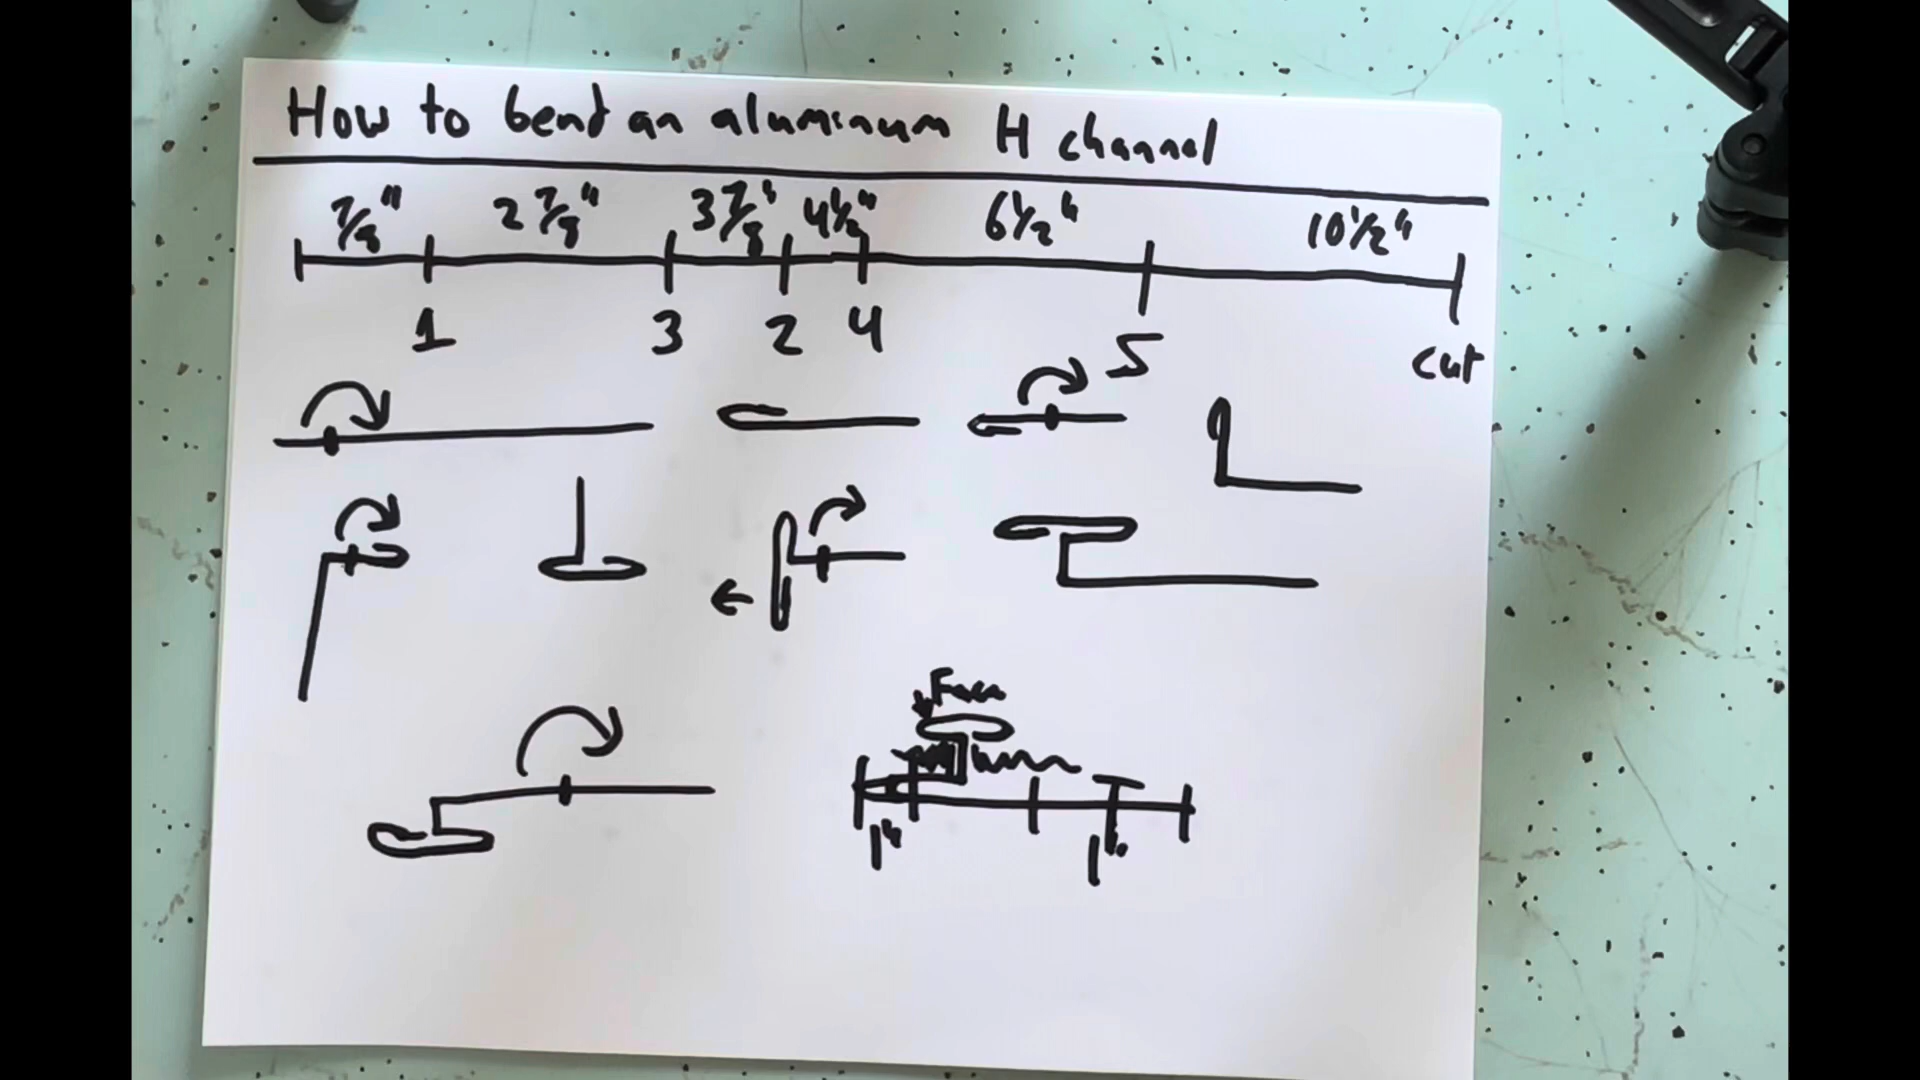 How to bend an aluminum H channel
7/8" 2 7/8" 3 7/8" 4 1/2" 6 1/2" 10 1/2"
1 3 2 4 5 cut
Face
1" 1"